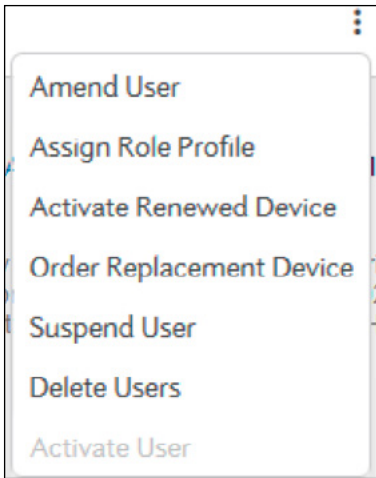 Amend User
Assign Role Profile
Activate Renewed Device
Order Replacement Device
Suspend User
Delete Users
Activate User